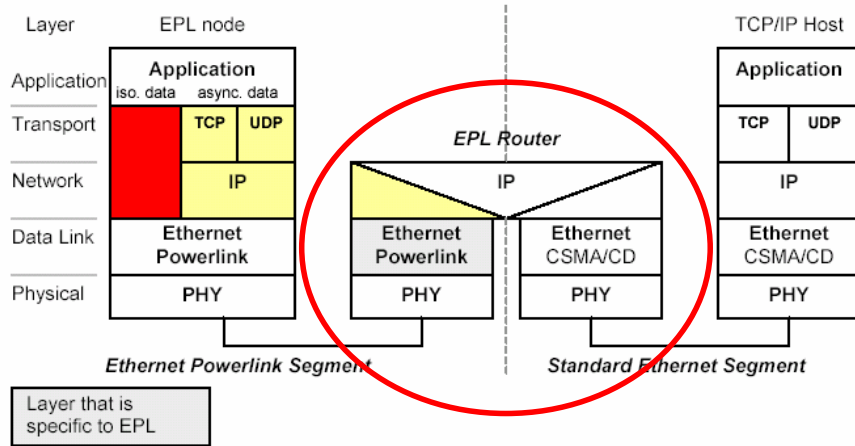 Layer
EPL node
TCP/IP Host
Application
Application
iso. data async. data
Application
Transport
TCP UDP
EPL Router
TCP UDP
Network
IP
IP
IP
Data Link
Ethernet
Powerlink
Ethernet
Powerlink
Ethernet
CSMA/CD
Ethernet
CSMA/CD
Physical
PHY
PHY
PHY
PHY
Ethernet Powerlink Segment
Standard Ethernet Segment
Layer that is
specific to EPL